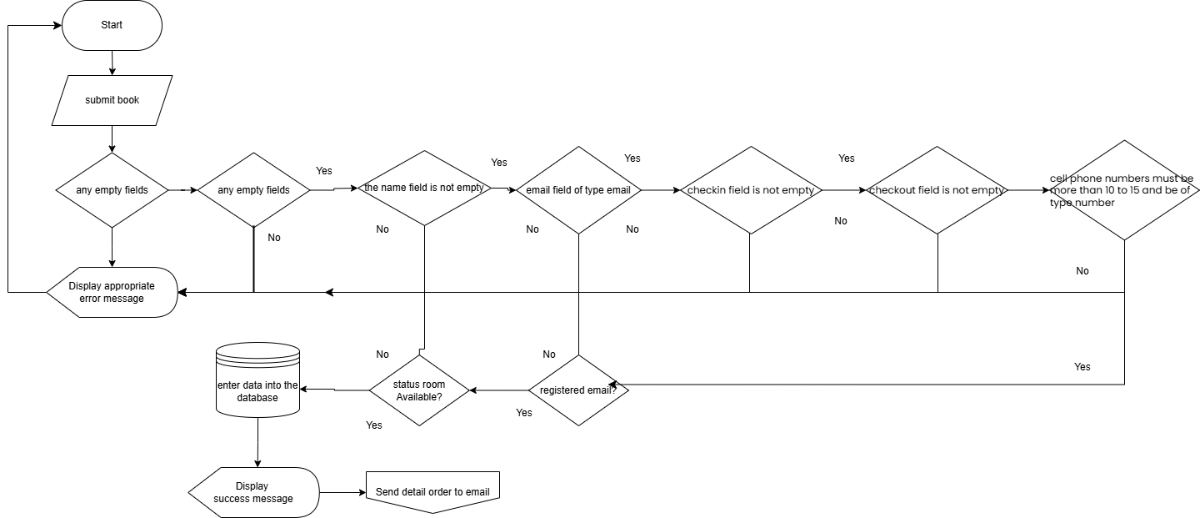 Start
submit book
any empty fields
any empty fields
Yes
the name field is not empty
Yes
email field of type email
Yes
checkin field is not empty
Yes
checkout field is not empty
cell phone numbers must be
more than 10 to 15 and be of
type number
No
No
No
No
No
No
Display appropriate
error message
No
No
Yes
enter data into the
database
status room
Available?
registered email?
Yes
Yes
Display
success message
Send detail order to email